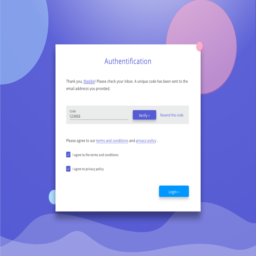 Authentification
Thank you. Please check your Inbox. A unique code has been sent to the
email address you provided.
Code
Verify >
Resend the code
Please agree to our terms and conditions and privacy policy.
I agree to the terms and conditions
I agree to privacy policy
Login >